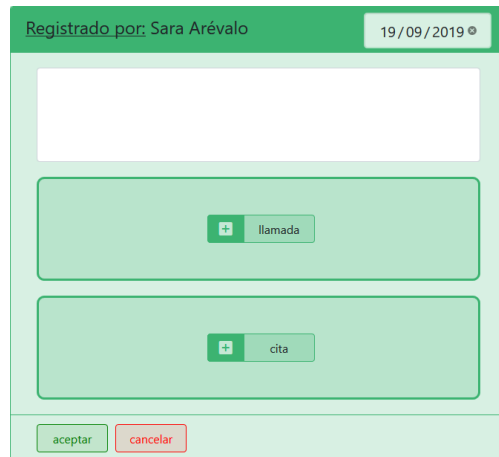 Registrado por: Sara Arévalo
19/09/2019
llamada
cita
aceptar
cancelar